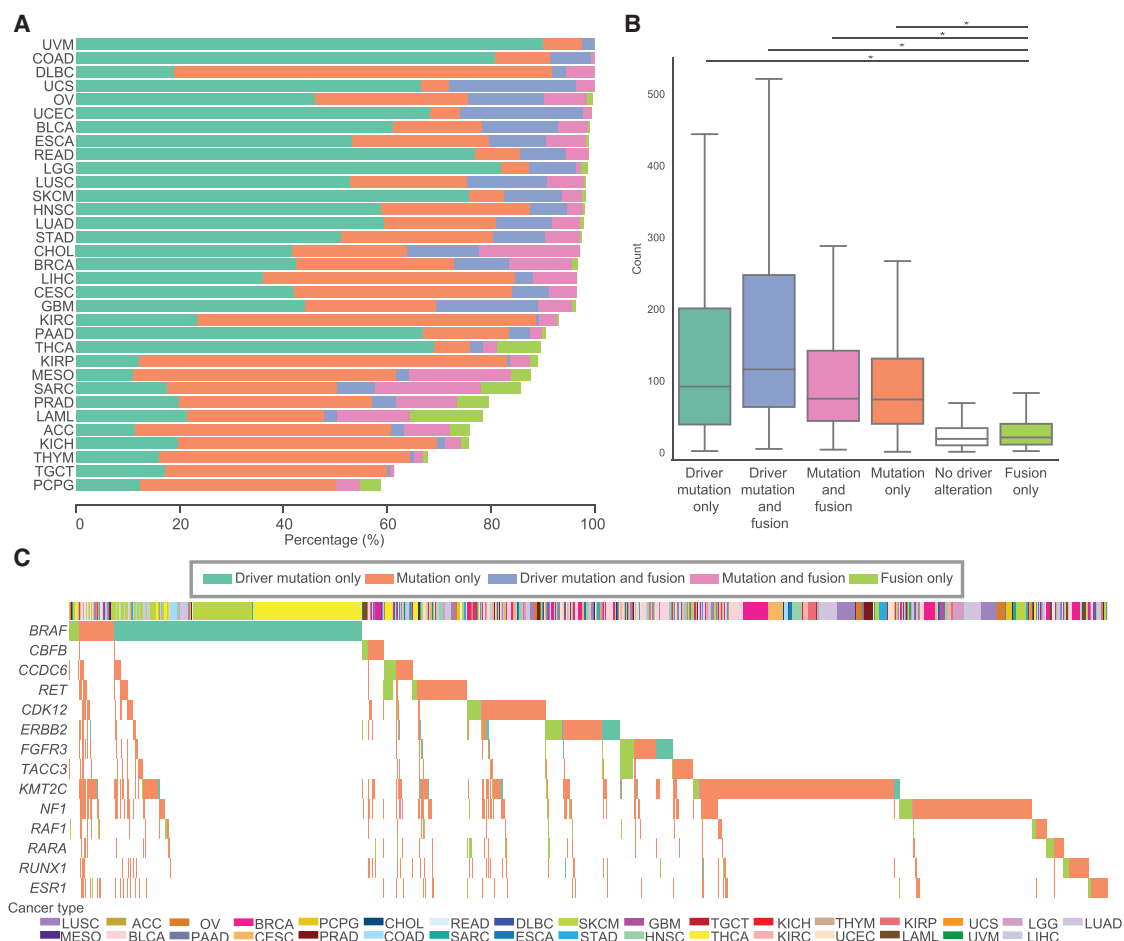 A
B
UVM
COAD
DLBC
UCS
OV
UCEC
BLCA
ESCA
READ
LGG
LUSC
SKCM
HNSC
LUAD
STAD
CHOL
BRCA
LIHC
CESC
GBM
KIRC
PAAD
THCA
KIRP
MESO
SARC
PRAD
LAML
ACC
KICH
THYM
TGCT
PCPG
0 20 40 60 80 100
Percentage (%)
* 
*
*
*
500
400
300
200
100
0
Count
Driver mutation only
Driver mutation and fusion
Mutation and fusion
Mutation only
No driver alteration
Fusion only
C
Driver mutation only Mutation only Driver mutation and fusion Mutation and fusion Fusion only
BRAF
CBFB
CCDC6
RET
CDK12
ERBB2
FGFR3
TACC3
KMT2C
NF1
RAF1
RARA
RUNX1
ESR1
Cancer type
LUSC ACC OV BRCA PCPG CHOL READ DLBC SKCM GBM TGCT KICH THYM KIRP UCS LGG LUAD
MESO BLCA PAAD CESC PRAD COAD SARC ESCA STAD HNSC THCA KIRC UCEC LAML UVM LIHC